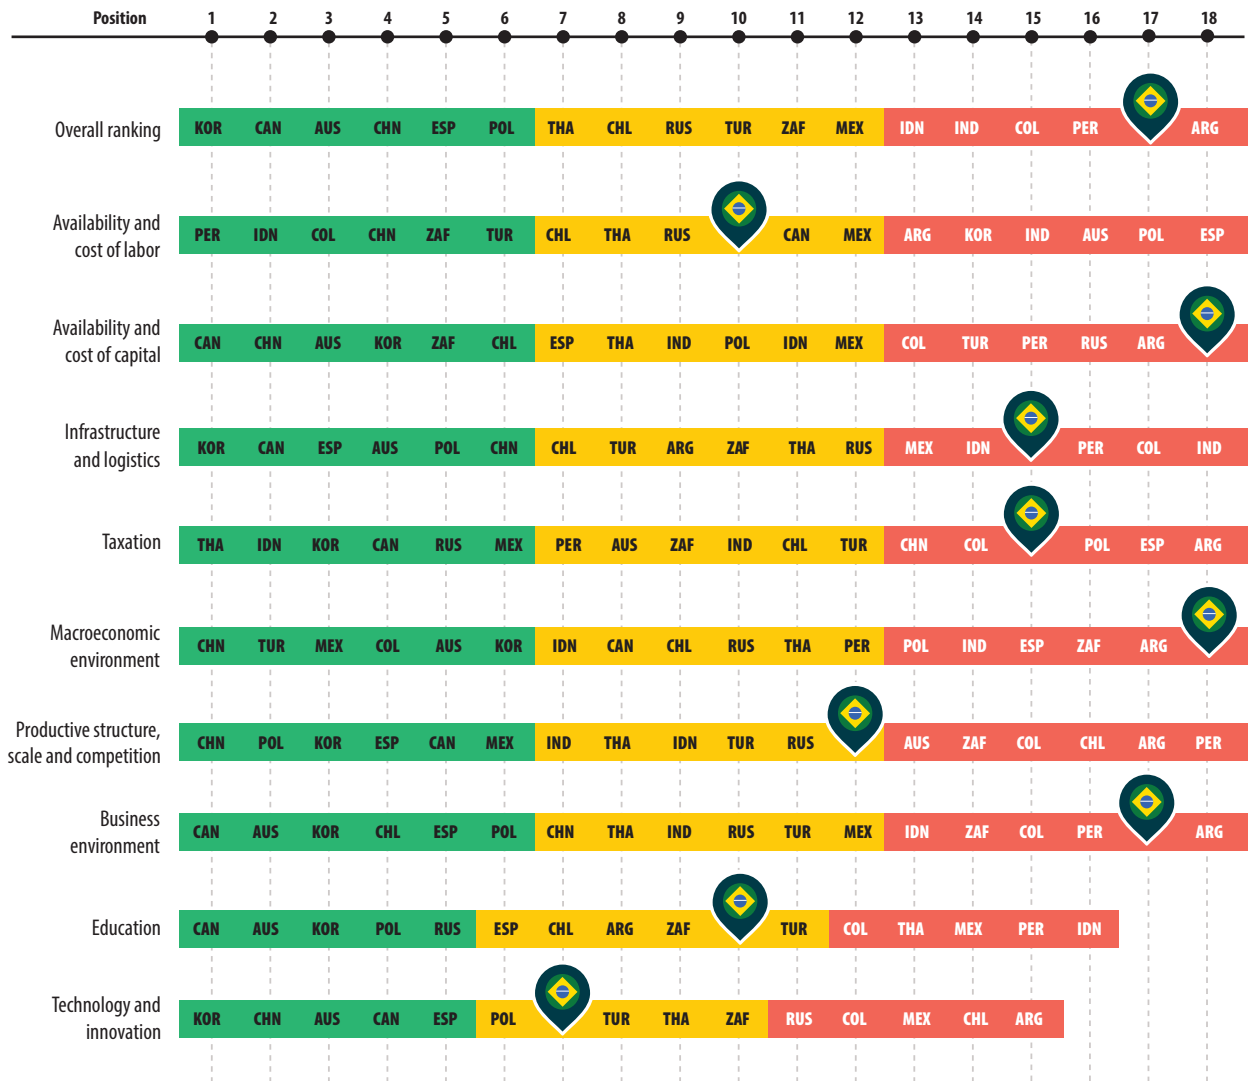 Position 1 2 3 4 5 6 7 8 9 10 11 12 13 14 15 16 17 18
Overall ranking
KOR CAN AUS CHN ESP POL THA CHL RUS TUR ZAF MEX IDN IND COL PER ARG
Availability and
cost of labor
PER IDN COL CHN ZAF TUR CHL THA RUS CAN MEX ARG KOR IND AUS POL ESP
Availability and
cost of capital
CAN CHN AUS KOR ZAF CHL ESP THA IND POL IDN MEX COL TUR PER RUS ARG
Infrastructure
and logistics
KOR CAN ESP AUS POL CHN CHL TUR ARG ZAF THA RUS MEX IDN PER COL IND
Taxation
THA IDN KOR CAN RUS MEX PER AUS ZAF IND CHL TUR CHN COL POL ESP ARG
Macroeconomic
environment
CHN TUR MEX COL AUS KOR IDN CAN CHL RUS THA PER POL IND ESP ZAF ARG
Productive structure,
scale and competition
CHN POL KOR ESP CAN MEX IND THA IDN TUR RUS AUS ZAF COL CHL ARG PER
Business
environment
CAN AUS KOR CHL ESP POL CHN THA IND RUS TUR MEX IDN ZAF COL PER ARG
Education
CAN AUS KOR POL RUS ESP CHL ARG ZAF TUR COL THA MEX PER IDN
Technology and
innovation
KOR CHN AUS CAN ESP POL TUR THA ZAF RUS COL MEX CHL ARG